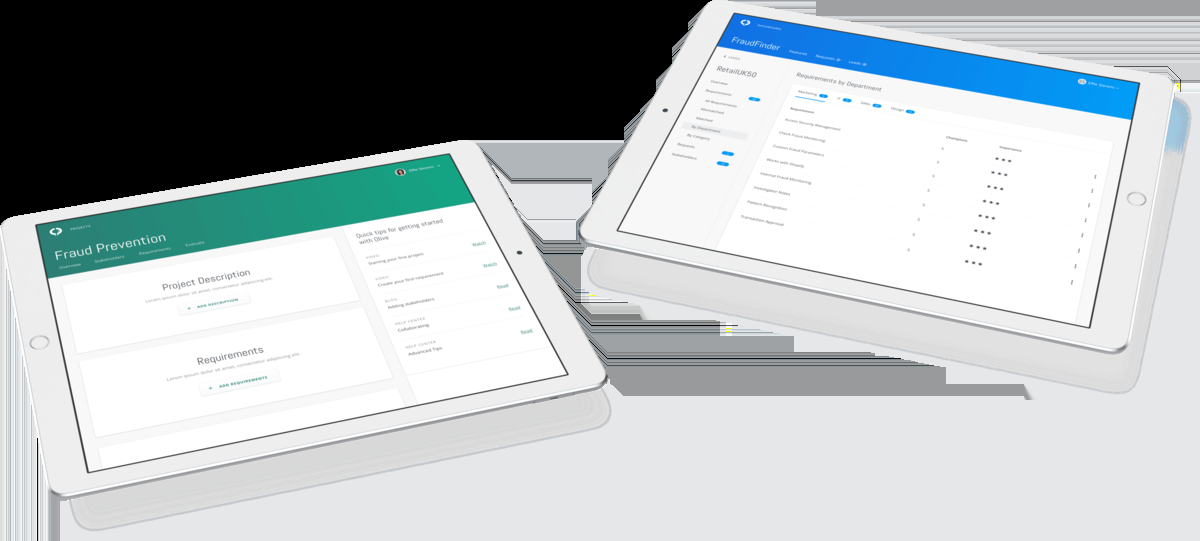 PROJECTS
Fraud Prevention
Overview Stakeholders Requirements Evaluate
Project Description
Lorem ipsum dolor sit amet, consectetur adipiscing elit.
+ ADD DESCRIPTION
Requirements
Lorem ipsum dolor sit amet, consectetur adipiscing elit.
+ ADD REQUIREMENTS
Quick tips for getting started
with Olive
VIDEO
Starting your first project Watch
VIDEO
Create your first requirement Watch
BLOG
Adding stakeholders Read
HELP CENTER
Collaborating Read
HELP CENTER
Advanced Tips Read
FraudFinder
Features Requests Leads
RetailUK50
Overview
Requirements
All Requirements
Mismatched
Matched
By Department
By Category
Requests
Stakeholders
Requirements by Department
Marketing IT Sales Design
Requirement Champions Importance
Access Security Management
Check Fraud Monitoring
Custom Fraud Parameters
Works with Shopify
Internal Fraud Monitoring
Investigator Notes
Pattern Recognition
Transaction Approval